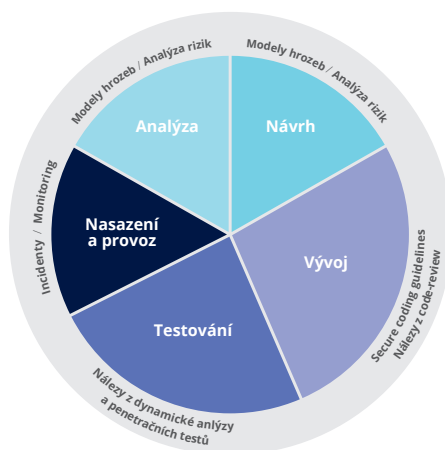 Modely hrozeb / Analýza rizik
Modely hrozeb / Analýza rizik
Analýza
Návrh
Incidenty / Monitoring
Nasazení
a provoz
Vývoj
Secure coding guidelines
Nálezy z code-review
Testování
Nálezy z dynamické anlýzy
a penetračních testů